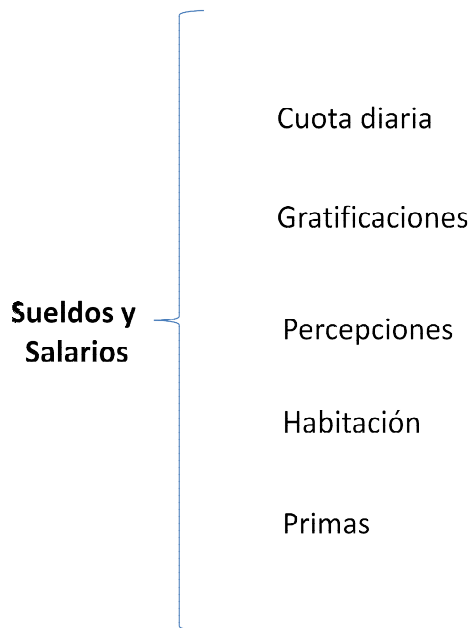 Sueldos y
Salarios
Cuota diaria
Gratificaciones
Percepciones
Habitación
Primas